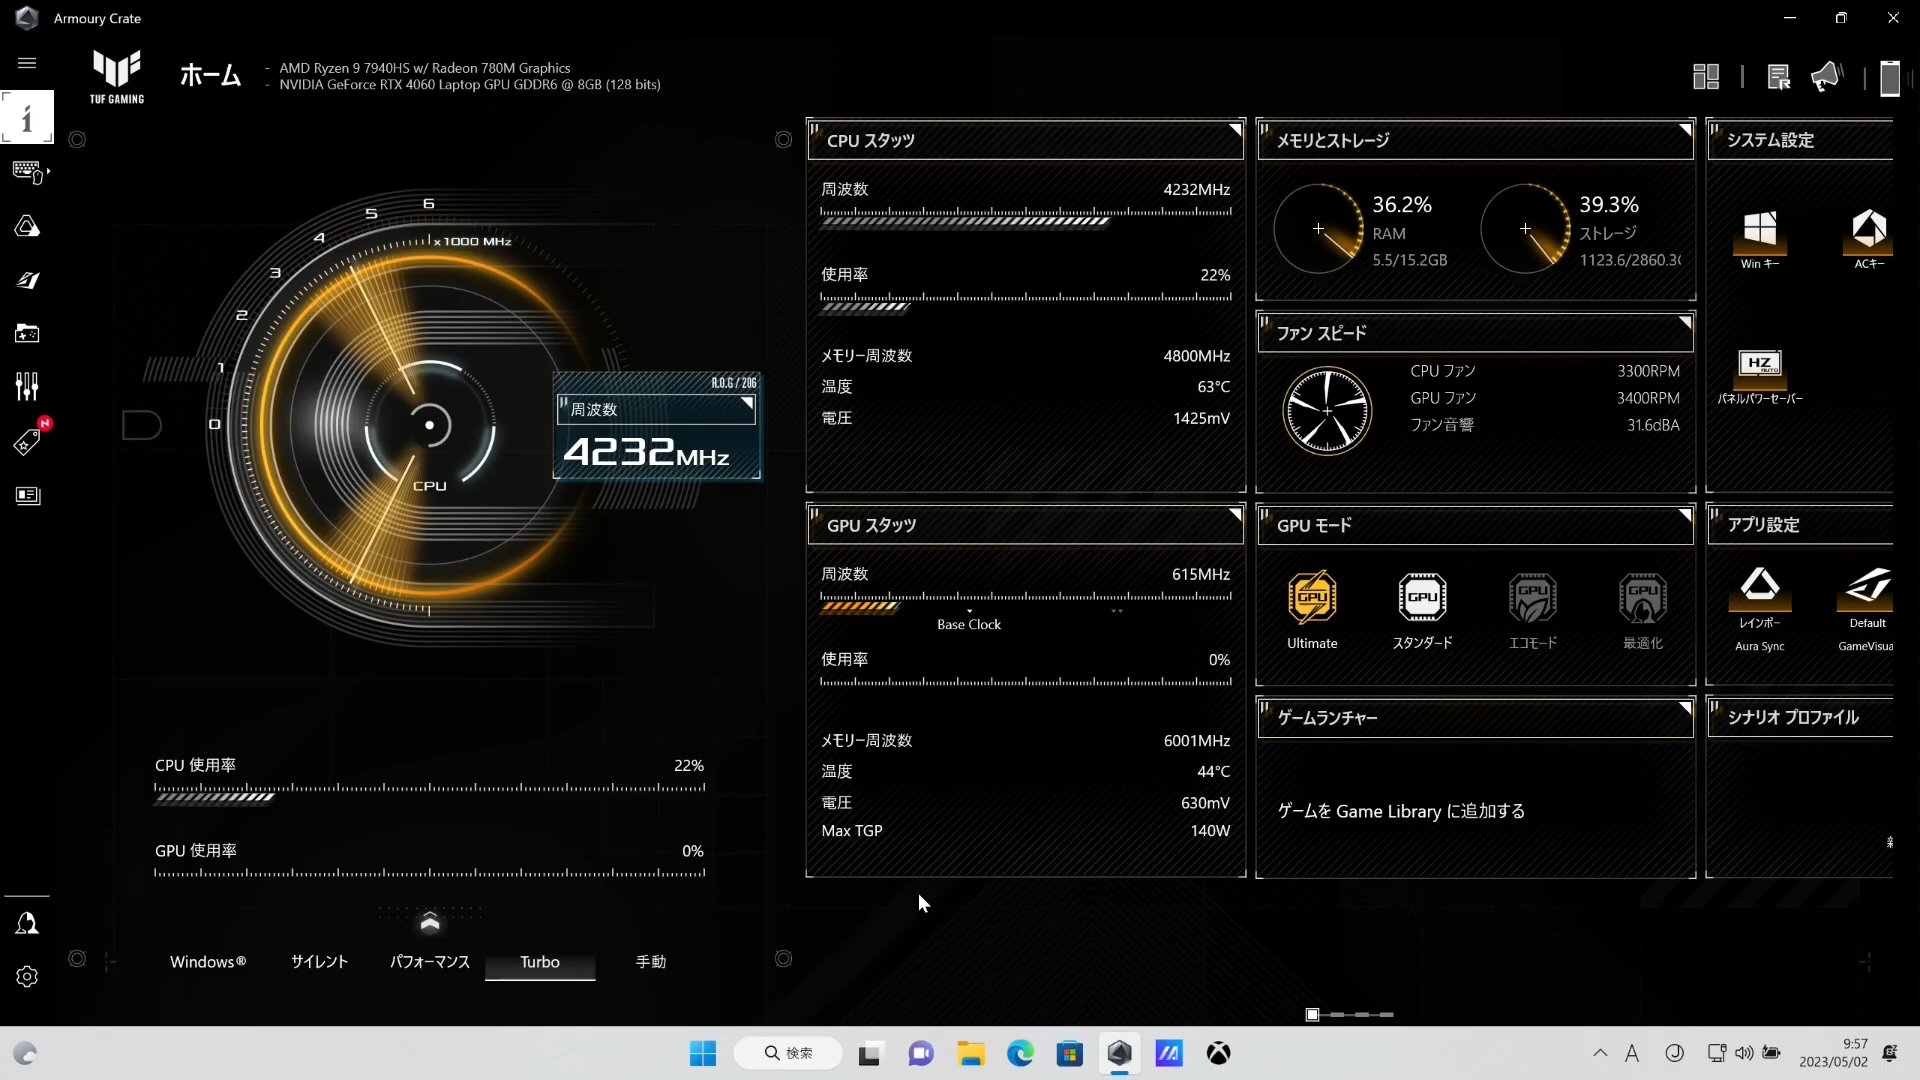 Armoury Crate
TUF GAMING
ホーム
- AMD Ryzen 9 7940HS w/ Radeon 780M Graphics
- NVIDIA GeForce RTX 4060 Laptop GPU GDDR6 @ 8GB (128 bits)
0
1
2
3
4
5
6
x1000 MHz
CPU
R.O.G / 206
周波数
4232MHz
CPU 使用率 22%
GPU 使用率 0%
Windows® サイレント パフォーマンス Turbo 手動
CPU スタッツ
周波数 4232MHz
使用率 22%
メモリー周波数 4800MHz
温度 63°C
電圧 1425mV
GPU スタッツ
周波数 615MHz
Base Clock
使用率 0%
メモリー周波数 6001MHz
温度 44°C
電圧 630mV
Max TGP 140W
メモリとストレージ
36.2%
RAM
5.5/15.2GB
39.3%
ストレージ
1123.6/2860.3
ファン スピード
CPU ファン 3300RPM
GPU ファン 3400RPM
ファン音響 31.6dBA
GPU モード
GPU GPU GPU GPU
Ultimate スタンダード エコモード 最適化
ゲームランチャー
ゲームを Game Library に追加する
システム設定
Win キー ACキー
HZ
AUTO
パネルパワーセーバー
アプリ設定
レインボー Default
Aura Sync GameVisua
シナリオ プロファイル
N
検索
A
9:57
2023/05/02